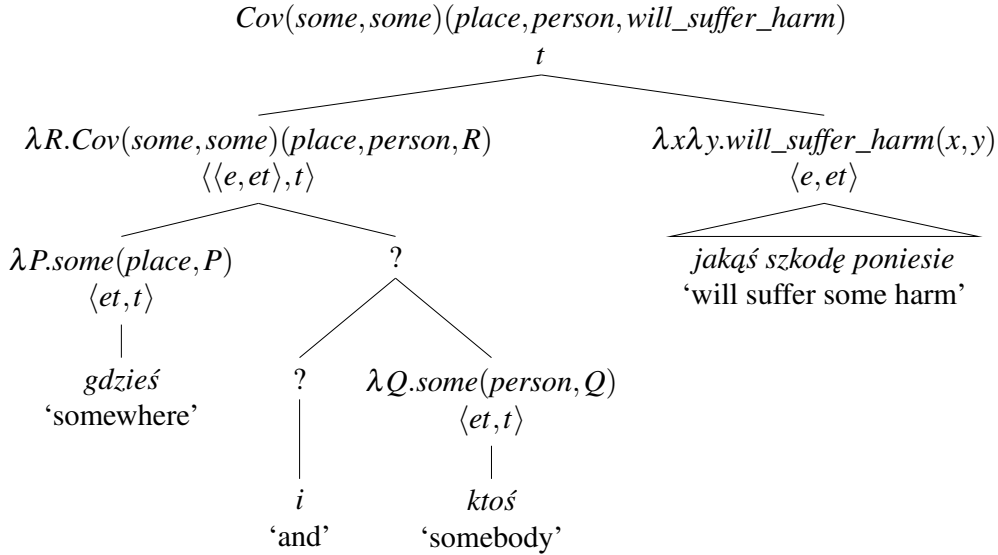 Cov(some, some)(place, person, will_suffer_harm)
t
λR.Cov(some, some)(place, person, R)
⟨⟨e, et⟩, t⟩
λxλy.will_suffer_harm(x, y)
⟨e, et⟩
λP.some(place, P)
⟨et, t⟩
?
jakąś szkodę poniesie
‘will suffer some harm’
gdzieś
‘somewhere’
?
λQ.some(person, Q)
⟨et, t⟩
i
‘and’
ktoś
‘somebody’